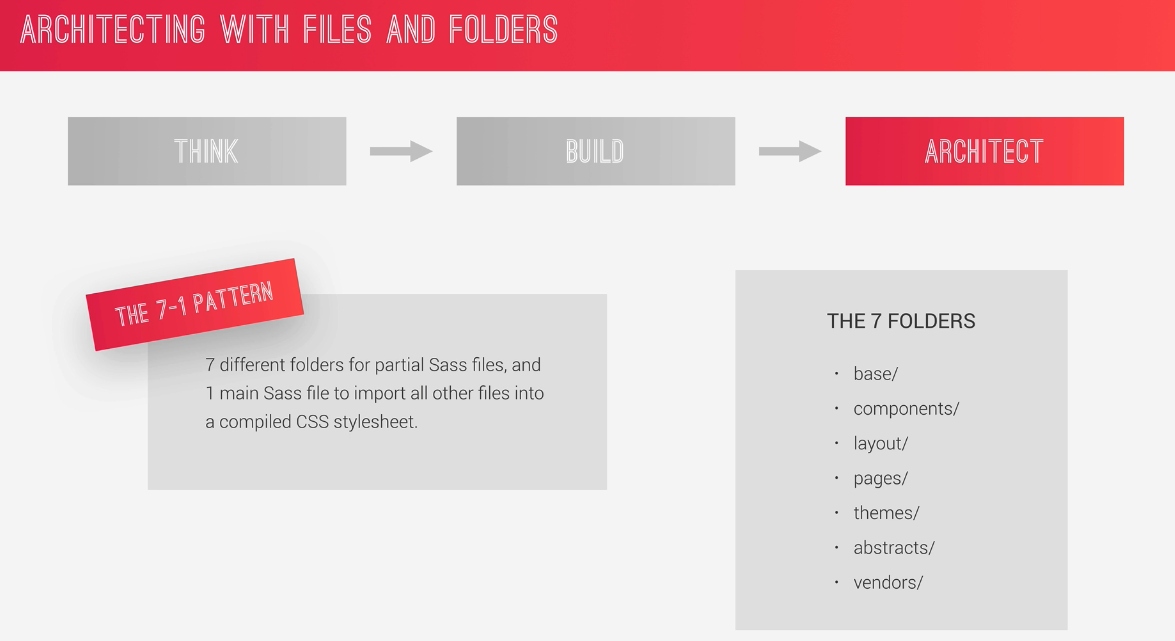 ARCHITECTING WITH FILES AND FOLDERS
THINK
BUILD
ARCHITECT
THE 7-1 PATTERN
7 different folders for partial Sass files, and
1 main Sass file to import all other files into
a compiled CSS stylesheet.
THE 7 FOLDERS
• base/
• components/
• layout/
• pages/
• themes/
• abstracts/
• vendors/